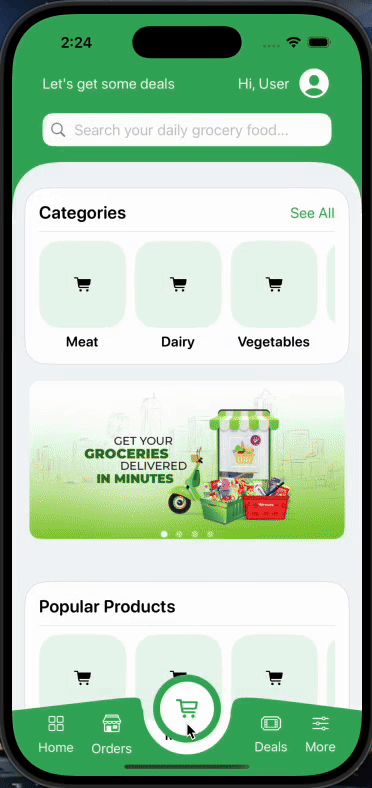 2:24
Let's get some deals
Hi, User
Search your daily grocery food...
Categories
See All
Meat
Dairy
Vegetables
GET YOUR
GROCERIES
DELIVERED
IN MINUTES
Popular Products
Home
Orders
Deals
More